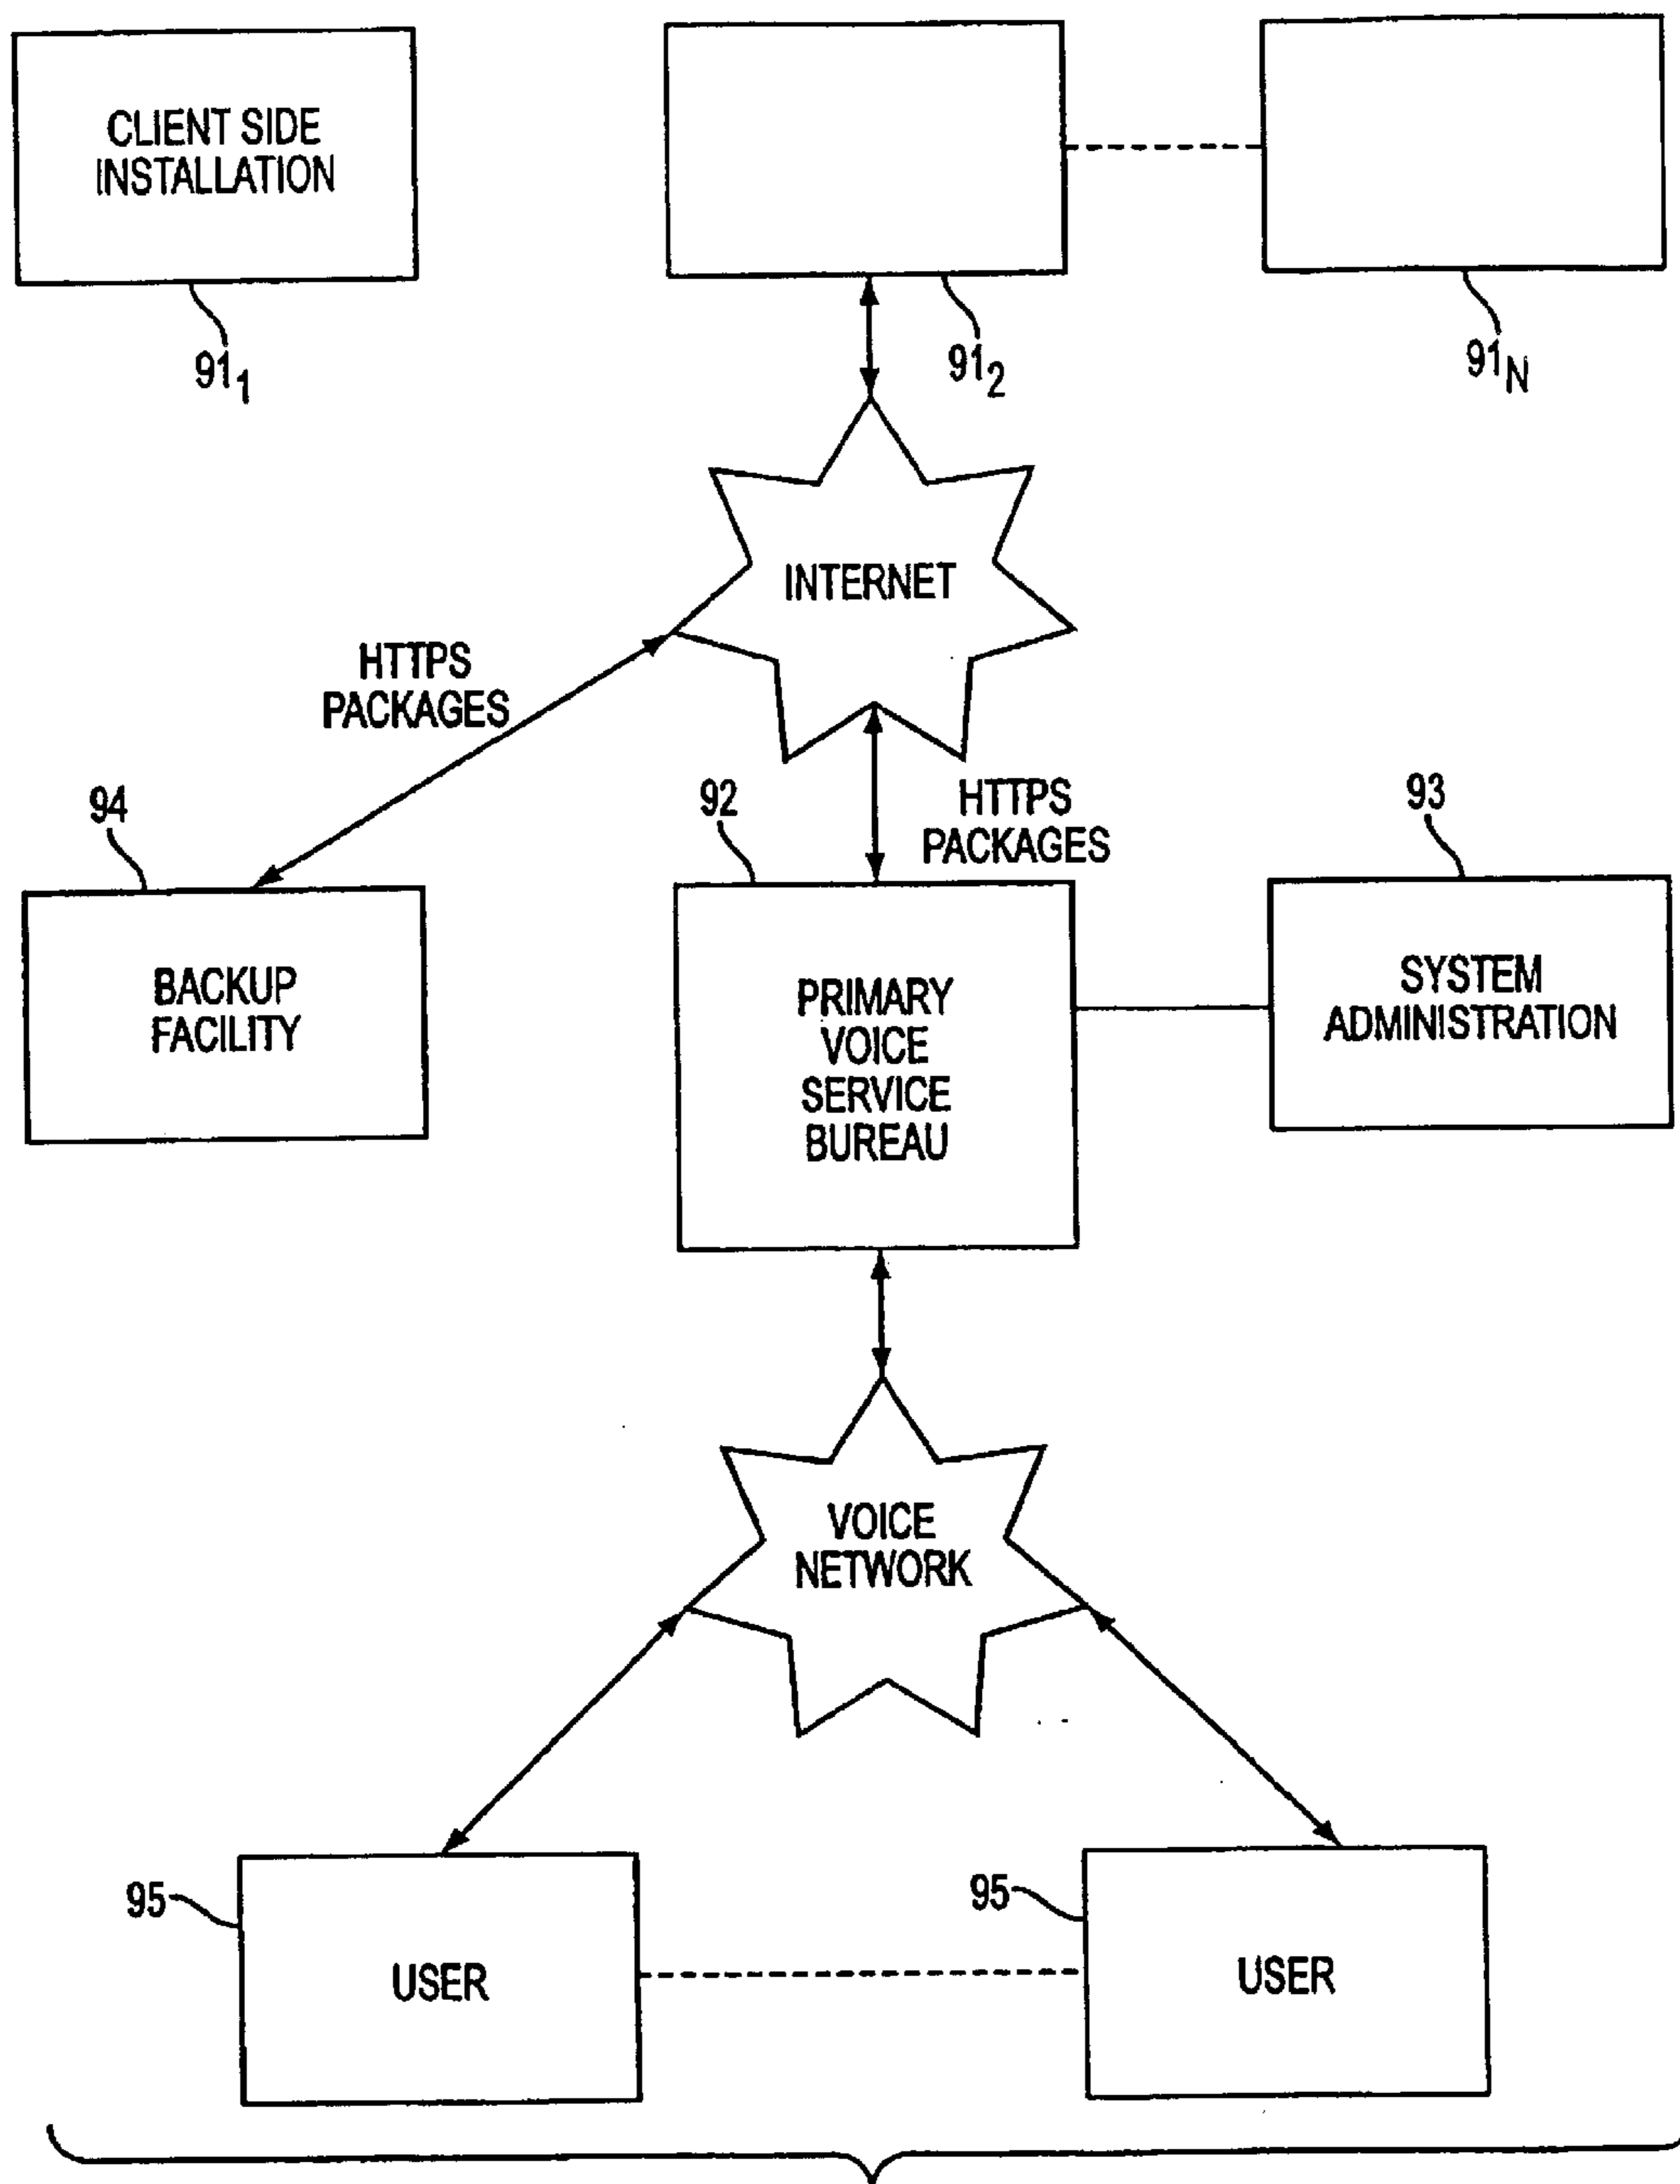 CLIENT SIDE
INSTALLATION
91₁
91₂
91N
INTERNET
HTTPS
PACKAGES
HTTPS
PACKAGES
94
92
93
BACKUP
FACILITY
PRIMARY
VOICE
SERVICE
BUREAU
SYSTEM
ADMINISTRATION
VOICE
NETWORK
95
USER
95
USER